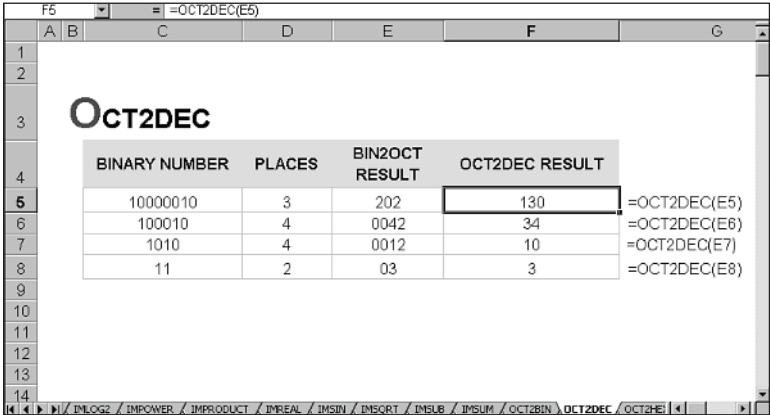 F5 = =OCT2DEC(E5)
A B C D E F G
1
2
3 OCT2DEC
4 BINARY NUMBER PLACES BIN2OCT RESULT OCT2DEC RESULT
5 10000010 3 202 130 =OCT2DEC(E5)
6 100010 4 0042 34 =OCT2DEC(E6)
7 1010 4 0012 10 =OCT2DEC(E7)
8 11 2 03 3 =OCT2DEC(E8)
9
10
11
12
13
14
IMLOG2 / IMPOWER / IMPRODUCT / IMREAL / IMSIN / IMSQRT / IMSUB / IMSUM / OCT2BIN \ OCT2DEC / OCT2HE